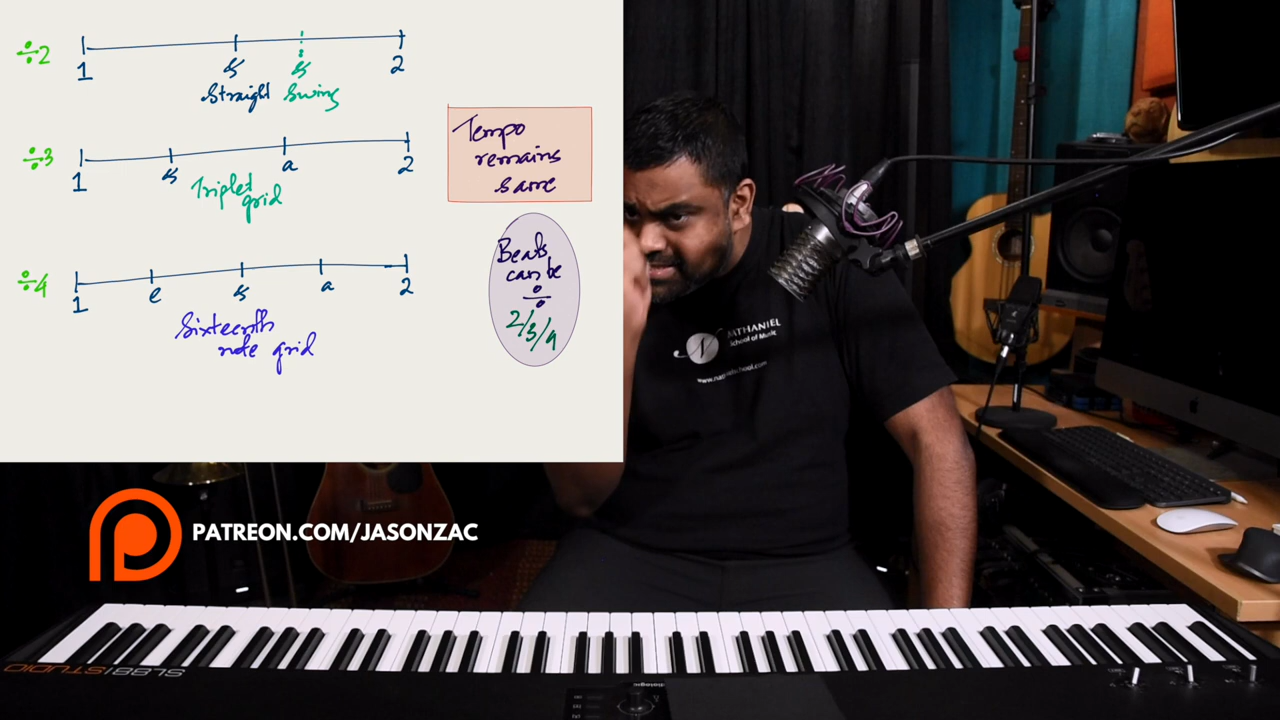 ÷2
1 & & 2
Straight Swing
÷3
1 & a 2
Triplet
grid
÷4
1 e & a 2
Sixteenth
note grid
Tempo
remains
same
Beats
can be
÷
2/3/4
PATREON.COM/JASONZAC
NATHANIEL
School of Music
SL88/STUDIO